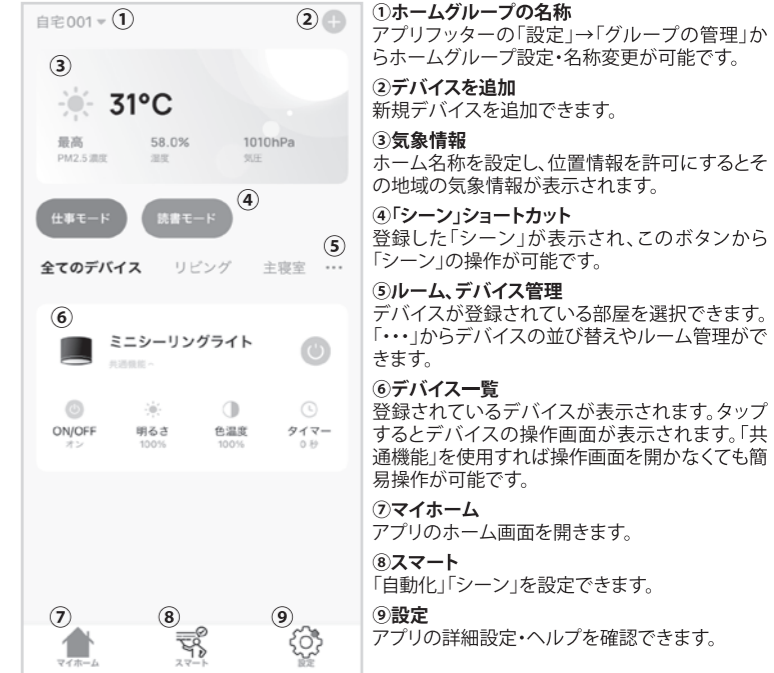 自宅001 ①
②
③
31°C
最高 58.0% 1010hPa
PM2.5 濃度 湿度 気圧
仕事モード 読書モード ④
⑤
全てのデバイス リビング 主寝室 •••
⑥
ミニシーリングライト
共通機能
ON/OFF 明るさ 色温度 タイマー
オン 100% 100% 0 秒
⑦ ⑧ ⑨
マイホーム スマート 設定
①ホームグループの名称
アプリフッターの「設定」→「グループの管理」か
らホームグループ設定・名称変更が可能です。
②デバイスを追加
新規デバイスを追加できます。
③気象情報
ホーム名称を設定し、位置情報を許可にするとそ
の地域の気象情報が表示されます。
④「シーン」ショートカット
登録した「シーン」が表示され、このボタンから
「シーン」の操作が可能です。
⑤ルーム、デバイス管理
デバイスが登録されている部屋を選択できます。
「・・・」からデバイスの並び替えやルーム管理がで
きます。
⑥デバイス一覧
登録されているデバイスが表示されます。タップ
するとデバイスの操作画面が表示されます。「共
通機能」を使用すれば操作画面を開かなくても簡
易操作が可能です。
⑦マイホーム
アプリのホーム画面を開きます。
⑧スマート
「自動化」「シーン」を設定できます。
⑨設定
アプリの詳細設定・ヘルプを確認できます。